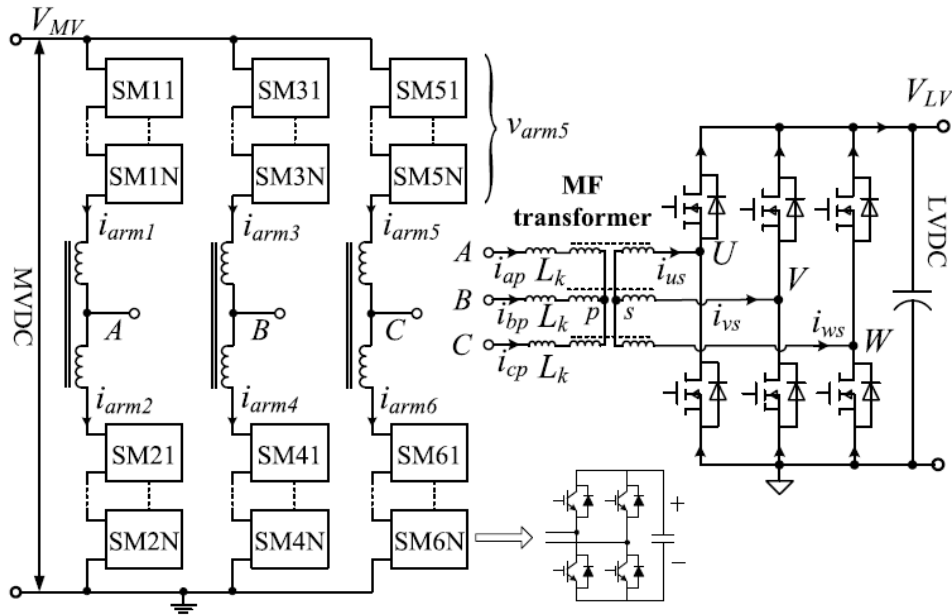 V_MV
SM11
SM31
SM51
SM1N
SM3N
SM5N
v_arm5
i_arm1
i_arm3
i_arm5
MVDC
A
B
C
i_arm2
i_arm4
i_arm6
SM21
SM41
SM61
SM2N
SM4N
SM6N
+
−
MF
transformer
A
i_ap
L_k
i_us
U
B
i_bp
L_k
p
s
i_vs
V
C
i_cp
L_k
i_ws
W
V_LV
LVDC